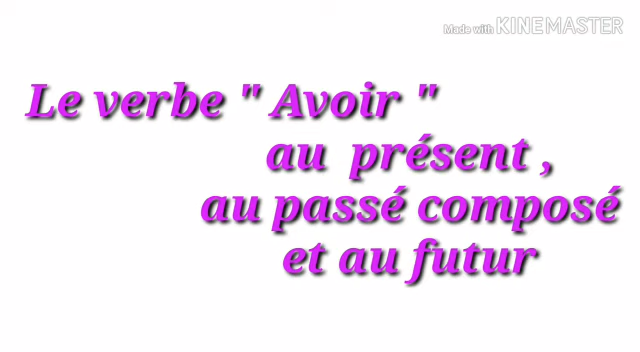 Made with KINEMASTER
Le verbe " Avoir "
au présent ,
au passé composé
et au futur